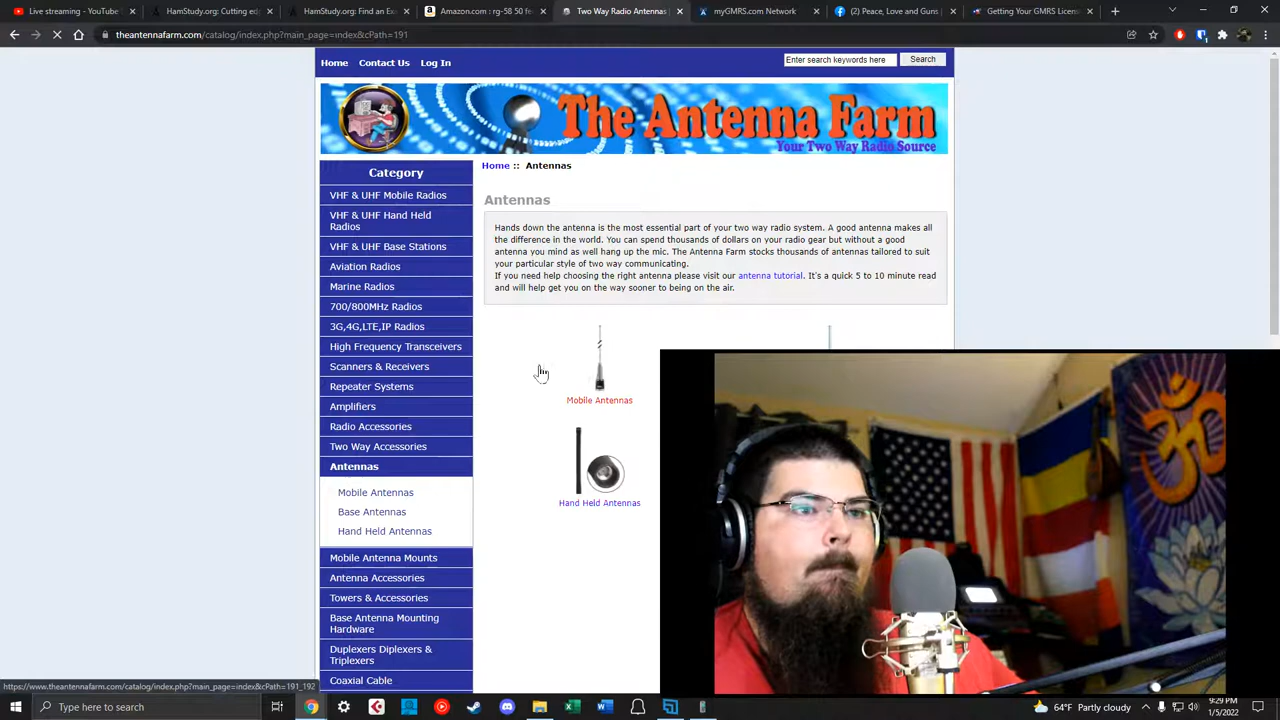 Live streaming - YouTub
HamStudy.org: Cutting ed
HamStudy.org: Finding an Ex
Amazon.com : rg-58 50 fe
Two Way Radio Antennas
myGMRS.com Network
(2) Peace, Love and Guns |
Getting Your GMRS Licens
theantennafarm.com/catalog/index.php?main_page=index&cPath=191
Home
Contact Us
Log In
Enter search keywords here
Search
The Antenna Farm
Your Two Way Radio Source
Category
VHF & UHF Mobile Radios
VHF & UHF Hand Held
Radios
VHF & UHF Base Stations
Aviation Radios
Marine Radios
700/800MHz Radios
3G,4G,LTE,IP Radios
High Frequency Transceivers
Scanners & Receivers
Repeater Systems
Amplifiers
Radio Accessories
Two Way Accessories
Antennas
Mobile Antennas
Base Antennas
Hand Held Antennas
Mobile Antenna Mounts
Antenna Accessories
Towers & Accessories
Base Antenna Mounting
Hardware
Duplexers Diplexers &
Triplexers
Coaxial Cable
Home :: Antennas
Antennas
Hands down the antenna is the most essential part of your two way radio system. A good antenna makes all
the difference in the world. You can spend thousands of dollars on your radio gear but without a good
antenna you mind as well hang up the mic. The Antenna Farm stocks thousands of antennas tailored to suit
your particular style of two way communicating.
If you need help choosing the right antenna please visit our antenna tutorial. It's a quick 5 to 10 minute read
and will help get you on the way sooner to being on the air.
Mobile Antennas
Hand Held Antennas
https://www.theantennafarm.com/catalog/index.php?main_page=index&cPath=191_192
Type here to search
64°F Partly cloudy
9:29 PM
1/5/2022